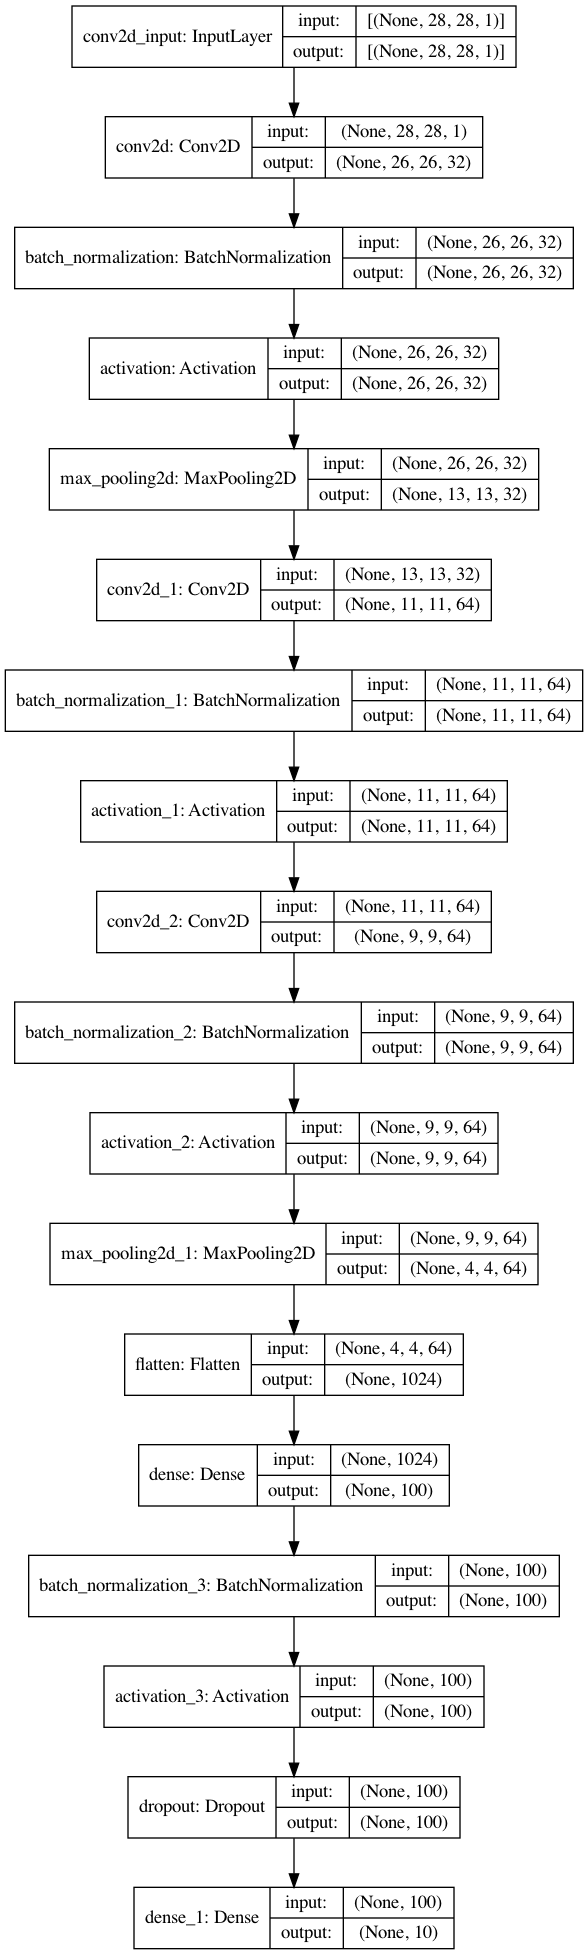 conv2d_input: InputLayer
input: [(None, 28, 28, 1)]
output: [(None, 28, 28, 1)]
conv2d: Conv2D
input: (None, 28, 28, 1)
output: (None, 26, 26, 32)
batch_normalization: BatchNormalization
input: (None, 26, 26, 32)
output: (None, 26, 26, 32)
activation: Activation
input: (None, 26, 26, 32)
output: (None, 26, 26, 32)
max_pooling2d: MaxPooling2D
input: (None, 26, 26, 32)
output: (None, 13, 13, 32)
conv2d_1: Conv2D
input: (None, 13, 13, 32)
output: (None, 11, 11, 64)
batch_normalization_1: BatchNormalization
input: (None, 11, 11, 64)
output: (None, 11, 11, 64)
activation_1: Activation
input: (None, 11, 11, 64)
output: (None, 11, 11, 64)
conv2d_2: Conv2D
input: (None, 11, 11, 64)
output: (None, 9, 9, 64)
batch_normalization_2: BatchNormalization
input: (None, 9, 9, 64)
output: (None, 9, 9, 64)
activation_2: Activation
input: (None, 9, 9, 64)
output: (None, 9, 9, 64)
max_pooling2d_1: MaxPooling2D
input: (None, 9, 9, 64)
output: (None, 4, 4, 64)
flatten: Flatten
input: (None, 4, 4, 64)
output: (None, 1024)
dense: Dense
input: (None, 1024)
output: (None, 100)
batch_normalization_3: BatchNormalization
input: (None, 100)
output: (None, 100)
activation_3: Activation
input: (None, 100)
output: (None, 100)
dropout: Dropout
input: (None, 100)
output: (None, 100)
dense_1: Dense
input: (None, 100)
output: (None, 10)